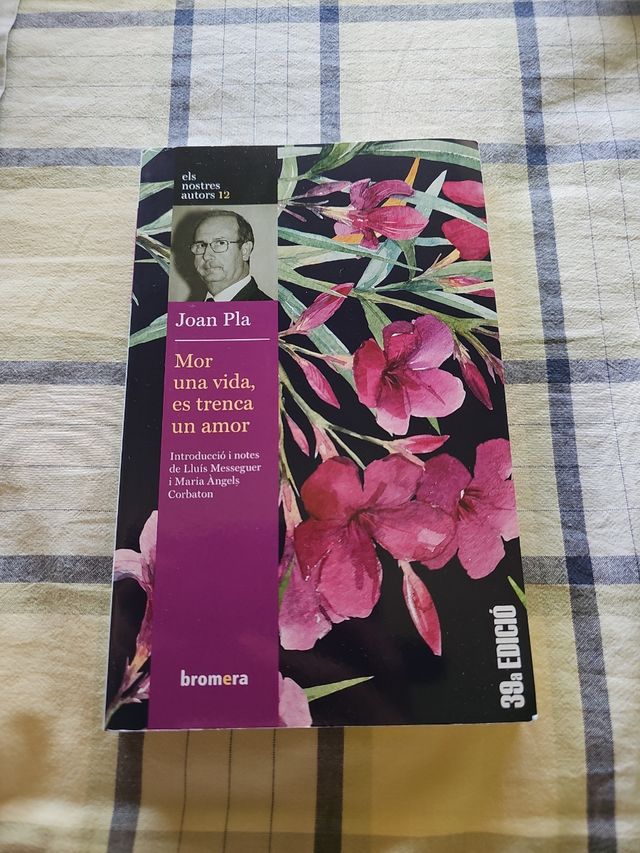 els
nostres
autors 12
Joan Pla
Mor
una vida,
es trenca
un amor
Introducció i notes
de Lluís Messeguer
i Maria Àngels
Corbaton
bromera
39a EDICIÓ